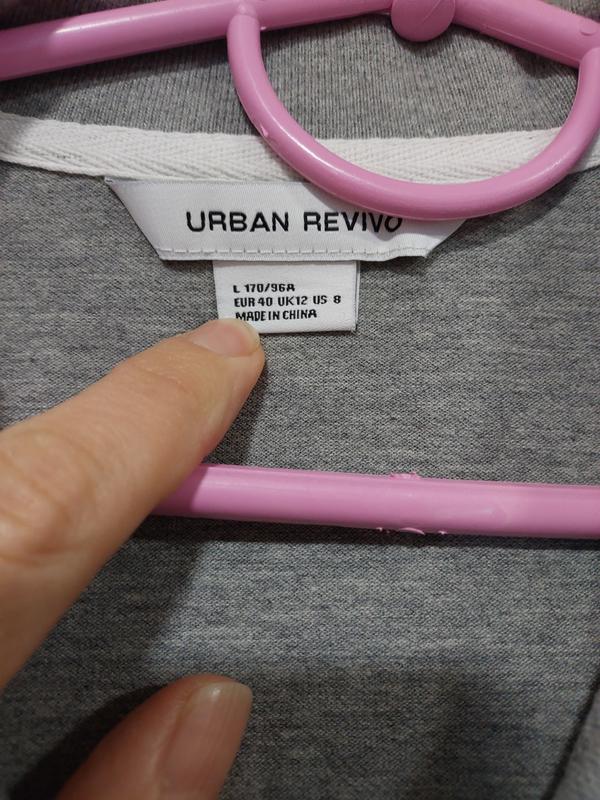 URBAN REVIVO
L 170/96A
EUR 40 UK12 US 8
MADE IN CHINA